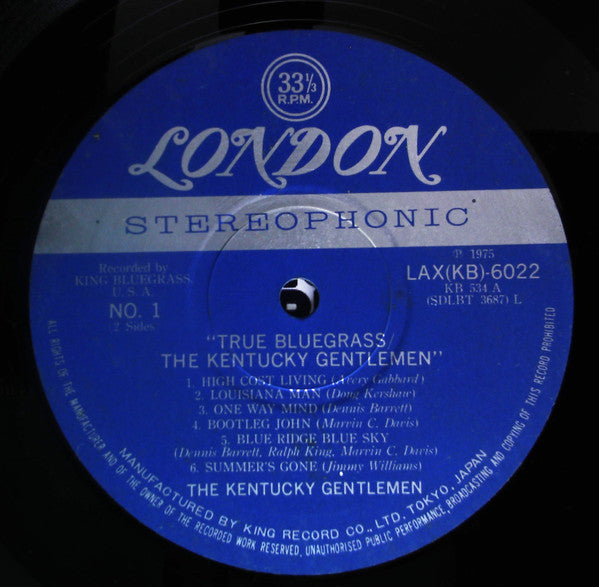 33 1/3
R.P.M.
LONDON
STEREOPHONIC
Recorded by
KING BLUEGRASS,
U.S.A.
NO. 1
(2 Sides)
℗ 1975
LAX(KB)-6022
KB 534 A
(SDLBT 3687) L
"TRUE BLUEGRASS
THE KENTUCKY GENTLEMEN"
1. HIGH COST LIVING (Avery Gabbard)
2. LOUISIANA MAN (Doug Kershaw)
3. ONE WAY MIND (Dennis Barrett)
4. BOOTLEG JOHN (Marvin C. Davis)
5. BLUE RIDGE BLUE SKY
(Dennis Barrett, Ralph King, Marvin C. Davis)
6. SUMMER'S GONE (Jimmy Williams)
THE KENTUCKY GENTLEMEN
MANUFACTURED BY KING RECORD CO., LTD. TOKYO, JAPAN
ALL RIGHTS OF THE MANUFACTURER AND OF THE OWNER OF THE RECORDED WORK RESERVED, UNAUTHORISED PUBLIC PERFORMANCE, BROADCASTING AND COPYING OF THIS RECORD PROHIBITED